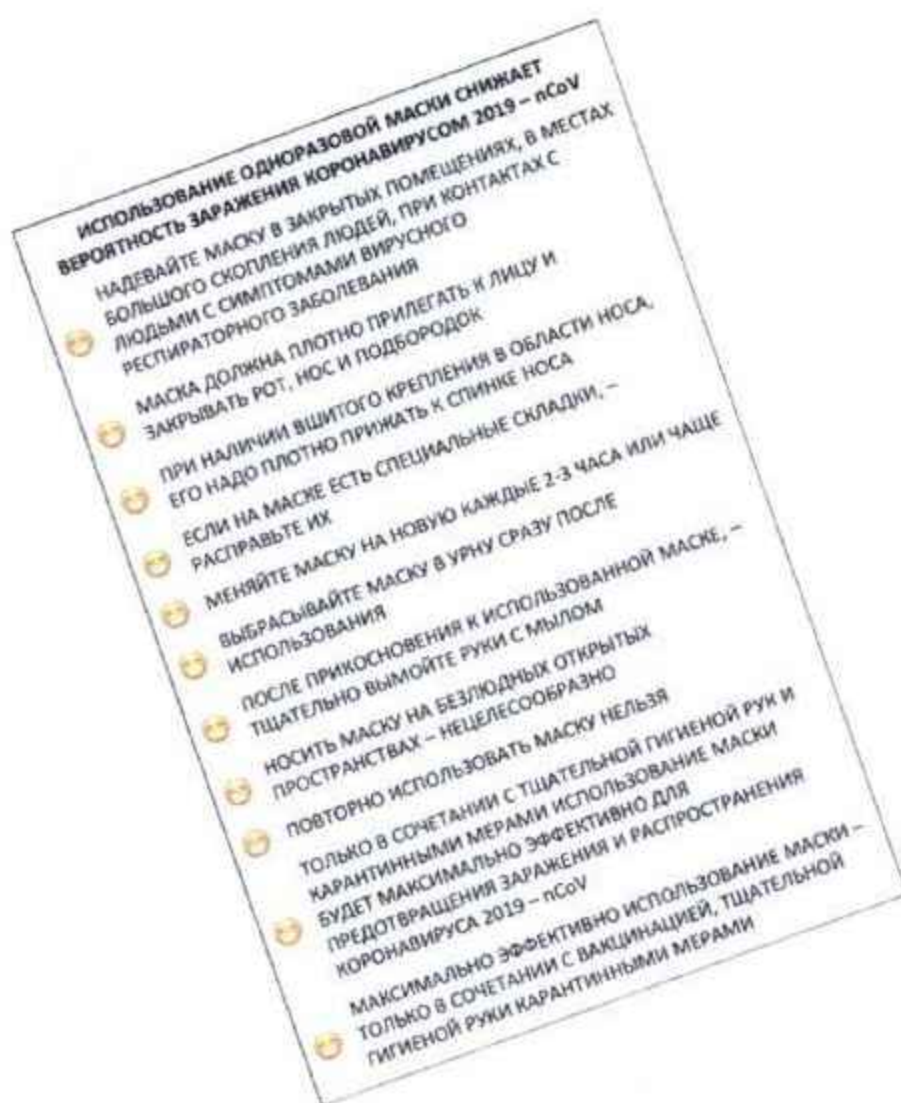 ИСПОЛЬЗОВАНИЕ ОДНОРАЗОВОЙ МАСКИ СНИЖАЕТ
ВЕРОЯТНОСТЬ ЗАРАЖЕНИЯ КОРОНАВИРУСОМ 2019 – nCoV
НАДЕВАЙТЕ МАСКУ В ЗАКРЫТЫХ ПОМЕЩЕНИЯХ, В МЕСТАХ
БОЛЬШОГО СКОПЛЕНИЯ ЛЮДЕЙ, ПРИ КОНТАКТАХ С
ЛЮДЬМИ С СИМПТОМАМИ ВИРУСНОГО
РЕСПИРАТОРНОГО ЗАБОЛЕВАНИЯ
МАСКА ДОЛЖНА ПЛОТНО ПРИЛЕГАТЬ К ЛИЦУ И
ЗАКРЫВАТЬ РОТ, НОС И ПОДБОРОДОК
ПРИ НАЛИЧИИ ВШИТОГО КРЕПЛЕНИЯ В ОБЛАСТИ НОСА,
ЕГО НАДО ПЛОТНО ПРИЖАТЬ К СПИНКЕ НОСА
ЕСЛИ НА МАСКЕ ЕСТЬ СПЕЦИАЛЬНЫЕ СКЛАДКИ, –
РАСПРАВЬТЕ ИХ
МЕНЯЙТЕ МАСКУ НА НОВУЮ КАЖДЫЕ 2-3 ЧАСА ИЛИ ЧАЩЕ
ВЫБРАСЫВАЙТЕ МАСКУ В УРНУ СРАЗУ ПОСЛЕ
ИСПОЛЬЗОВАНИЯ
ПОСЛЕ ПРИКОСНОВЕНИЯ К ИСПОЛЬЗОВАННОЙ МАСКЕ, –
ТЩАТЕЛЬНО ВЫМОЙТЕ РУКИ С МЫЛОМ
НОСИТЬ МАСКУ НА БЕЗЛЮДНЫХ ОТКРЫТЫХ
ПРОСТРАНСТВАХ – НЕЦЕЛЕСООБРАЗНО
ПОВТОРНО ИСПОЛЬЗОВАТЬ МАСКУ НЕЛЬЗЯ
ТОЛЬКО В СОЧЕТАНИИ С ТЩАТЕЛЬНОЙ ГИГИЕНОЙ РУК И
КАРАНТИННЫМИ МЕРАМИ ИСПОЛЬЗОВАНИЕ МАСКИ
БУДЕТ МАКСИМАЛЬНО ЭФФЕКТИВНО ДЛЯ
ПРЕДОТВРАЩЕНИЯ ЗАРАЖЕНИЯ И РАСПРОСТРАНЕНИЯ
КОРОНАВИРУСА 2019 – nCoV
МАКСИМАЛЬНО ЭФФЕКТИВНО ИСПОЛЬЗОВАНИЕ МАСКИ –
ТОЛЬКО В СОЧЕТАНИИ С ВАКЦИНАЦИЕЙ, ТЩАТЕЛЬНОЙ
ГИГИЕНОЙ РУКИ КАРАНТИННЫМИ МЕРАМИ